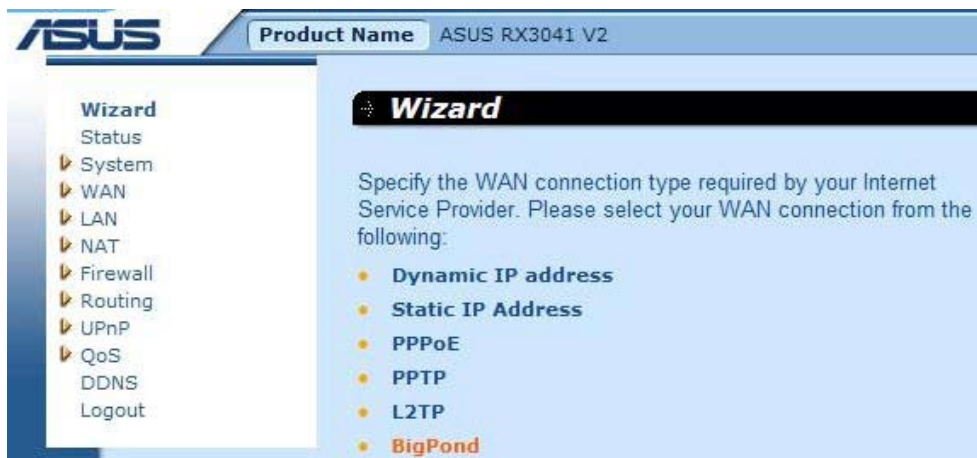 ASUS
Product Name ASUS RX3041 V2
Wizard
Status
System
WAN
LAN
NAT
Firewall
Routing
UPnP
QoS
DDNS
Logout
Wizard
Specify the WAN connection type required by your Internet
Service Provider. Please select your WAN connection from the
following:
Dynamic IP address
Static IP Address
PPPoE
PPTP
L2TP
BigPond